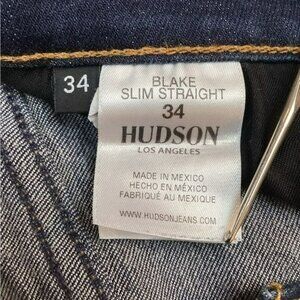 34
BLAKE
SLIM STRAIGHT
34
HUDSON
LOS ANGELES
MADE IN MEXICO
HECHO EN MÉXICO
FABRIQUÉ AU MEXIQUE
WWW.HUDSONJEANS.COM